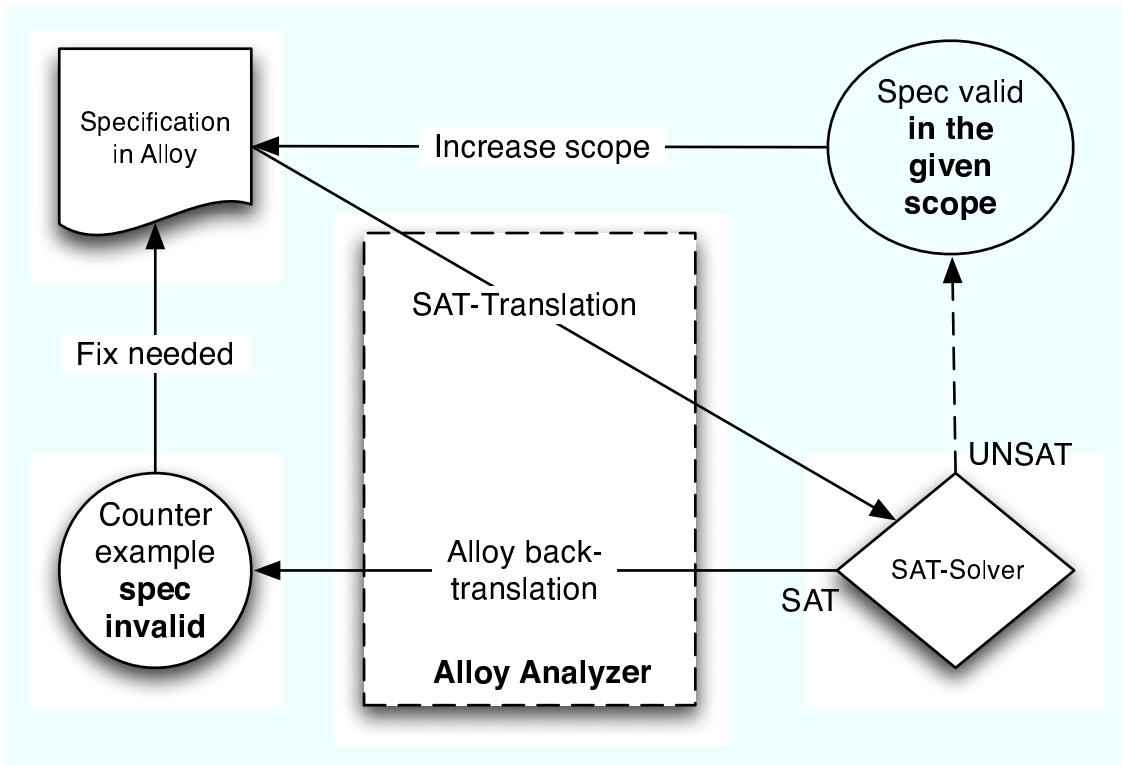 Specification
in Alloy
Increase scope
Spec valid
in the
given
scope
SAT-Translation
Fix needed
UNSAT
Counter
example
spec
invalid
Alloy back-
translation
SAT
SAT-Solver
Alloy Analyzer